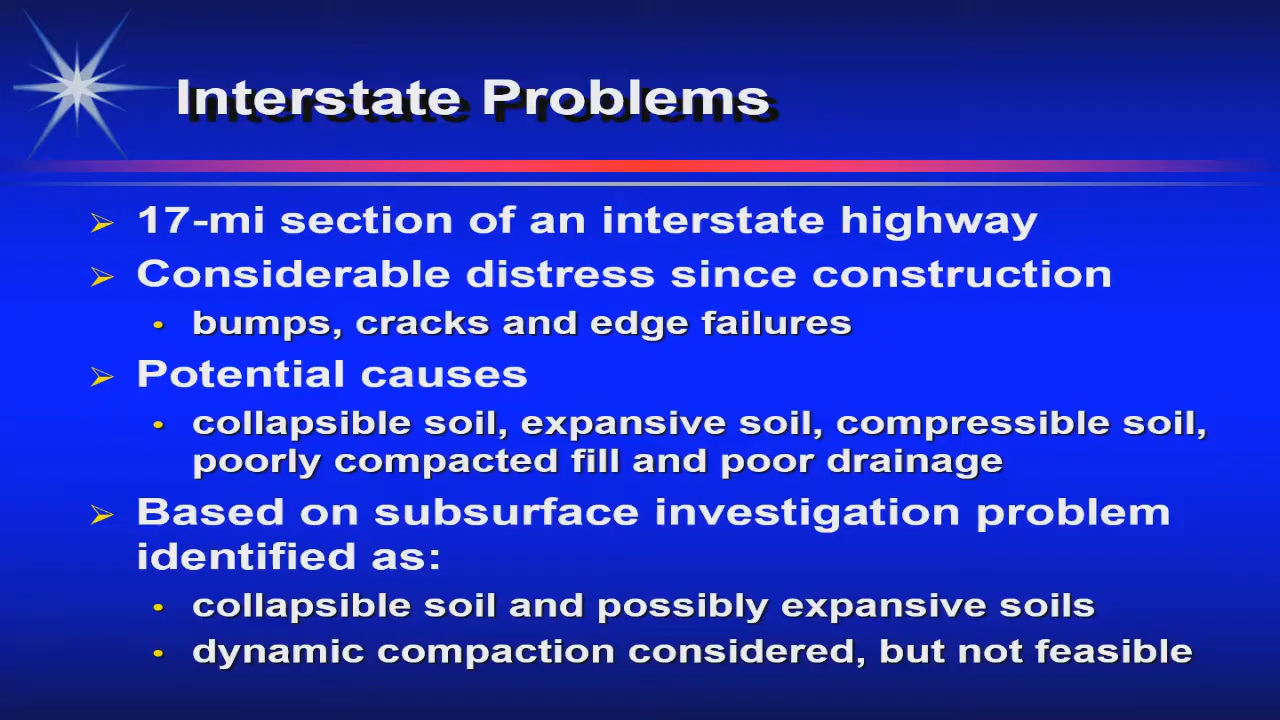 Interstate Problems
17-mi section of an interstate highway
Considerable distress since construction
bumps, cracks and edge failures
Potential causes
collapsible soil, expansive soil, compressible soil,
poorly compacted fill and poor drainage
Based on subsurface investigation problem
identified as:
collapsible soil and possibly expansive soils
dynamic compaction considered, but not feasible